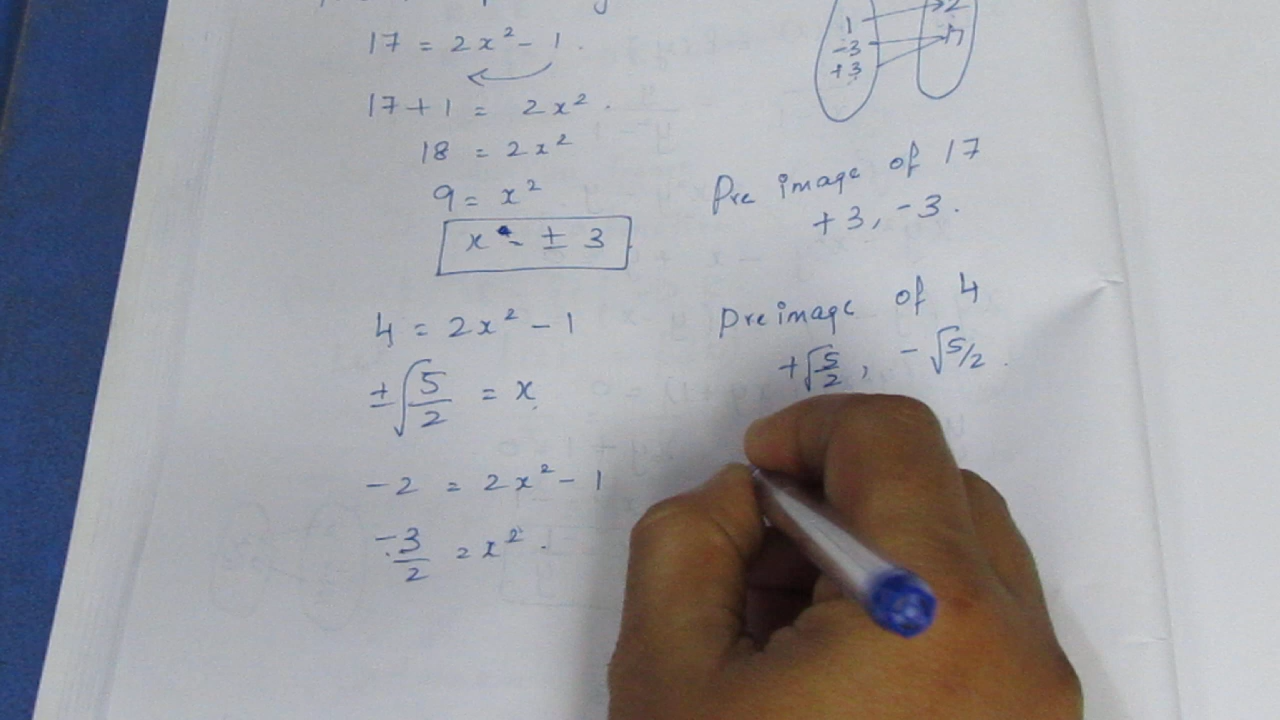 17 = 2x² - 1.
17 + 1 = 2x².
18 = 2x²
9 = x²
x = ± 3
1
-3
+3
2
17
Pre image of 17
+3, -3.
4 = 2x² - 1
±√5/2 = x.
Preimage of 4
+√5/2, -√5/2.
-2 = 2x² - 1
-3/2 = x².